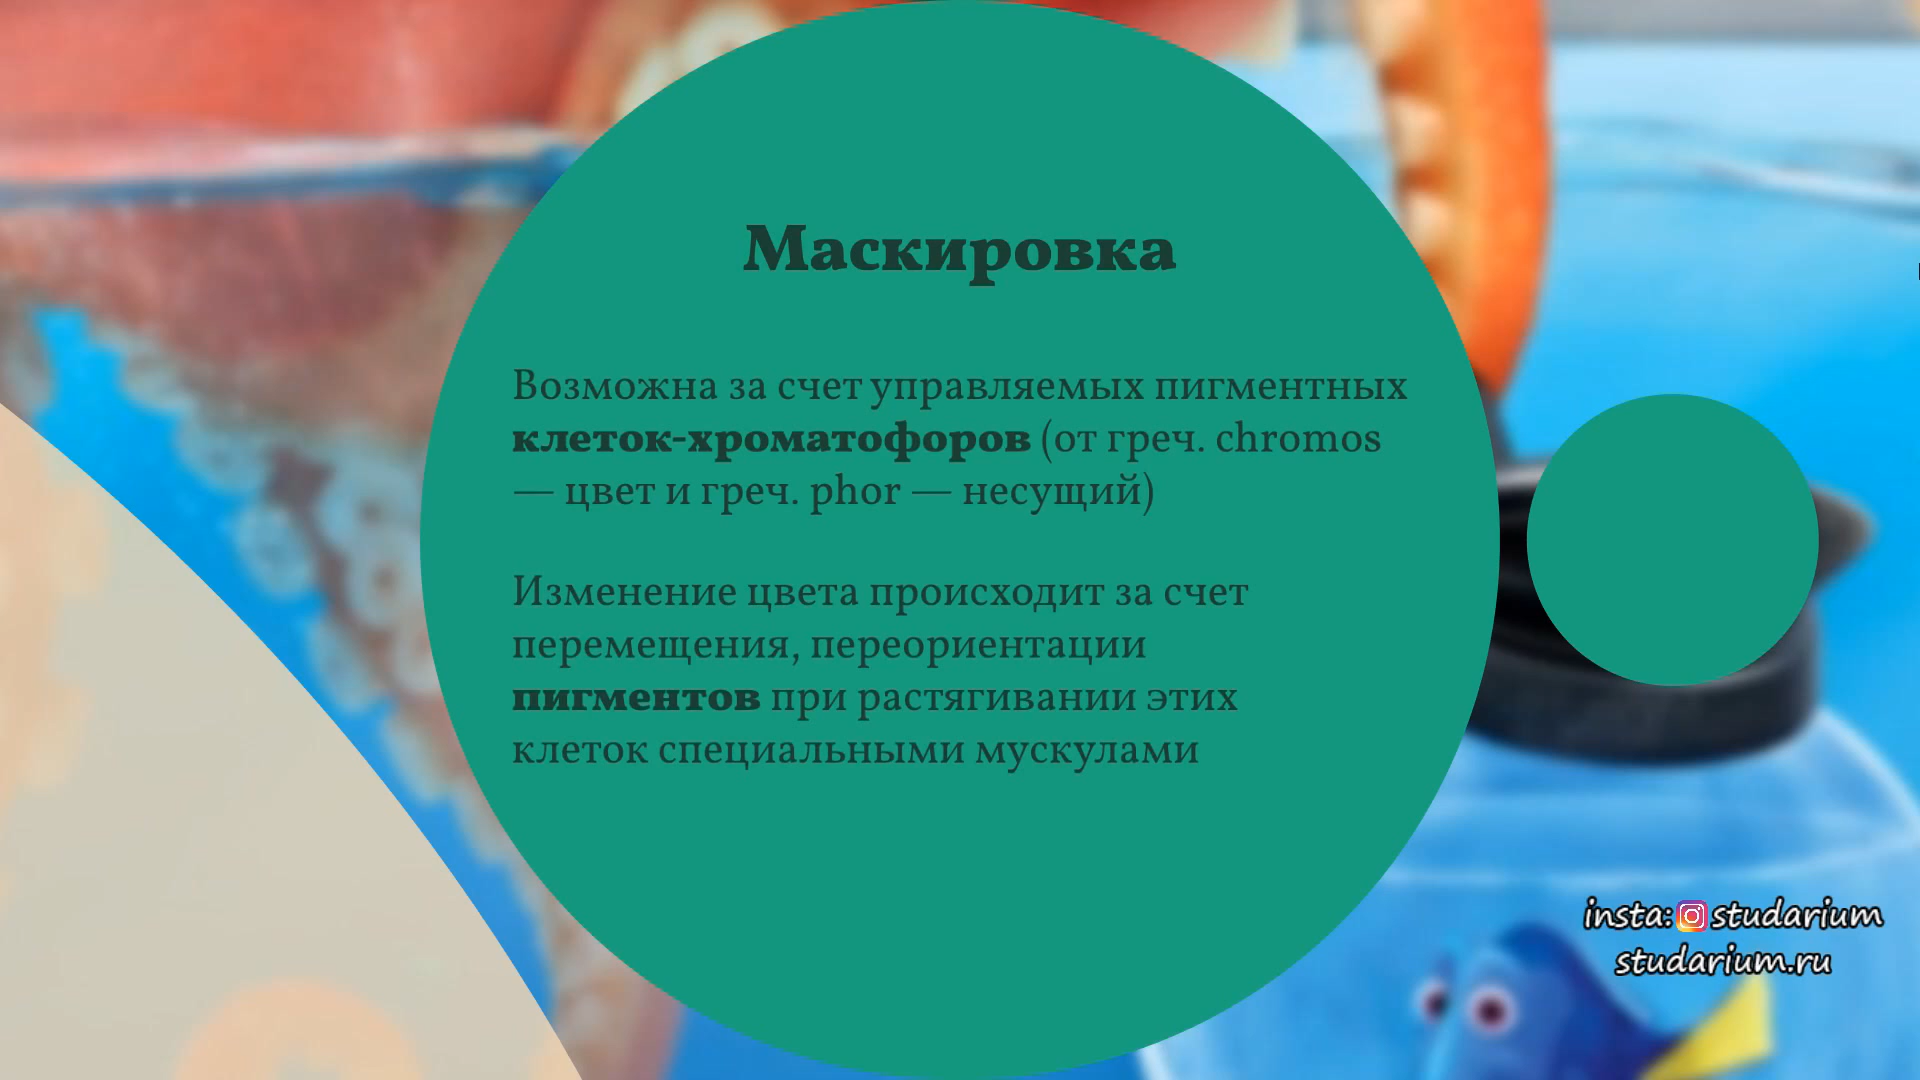 Маскировка
Возможна за счет управляемых пигментных
клеток-хроматофоров (от греч. chromos
— цвет и греч. phor — несущий)
Изменение цвета происходит за счет
перемещения, переориентации
пигментов при растягивании этих
клеток специальными мускулами
insta: studarium
studarium.ru